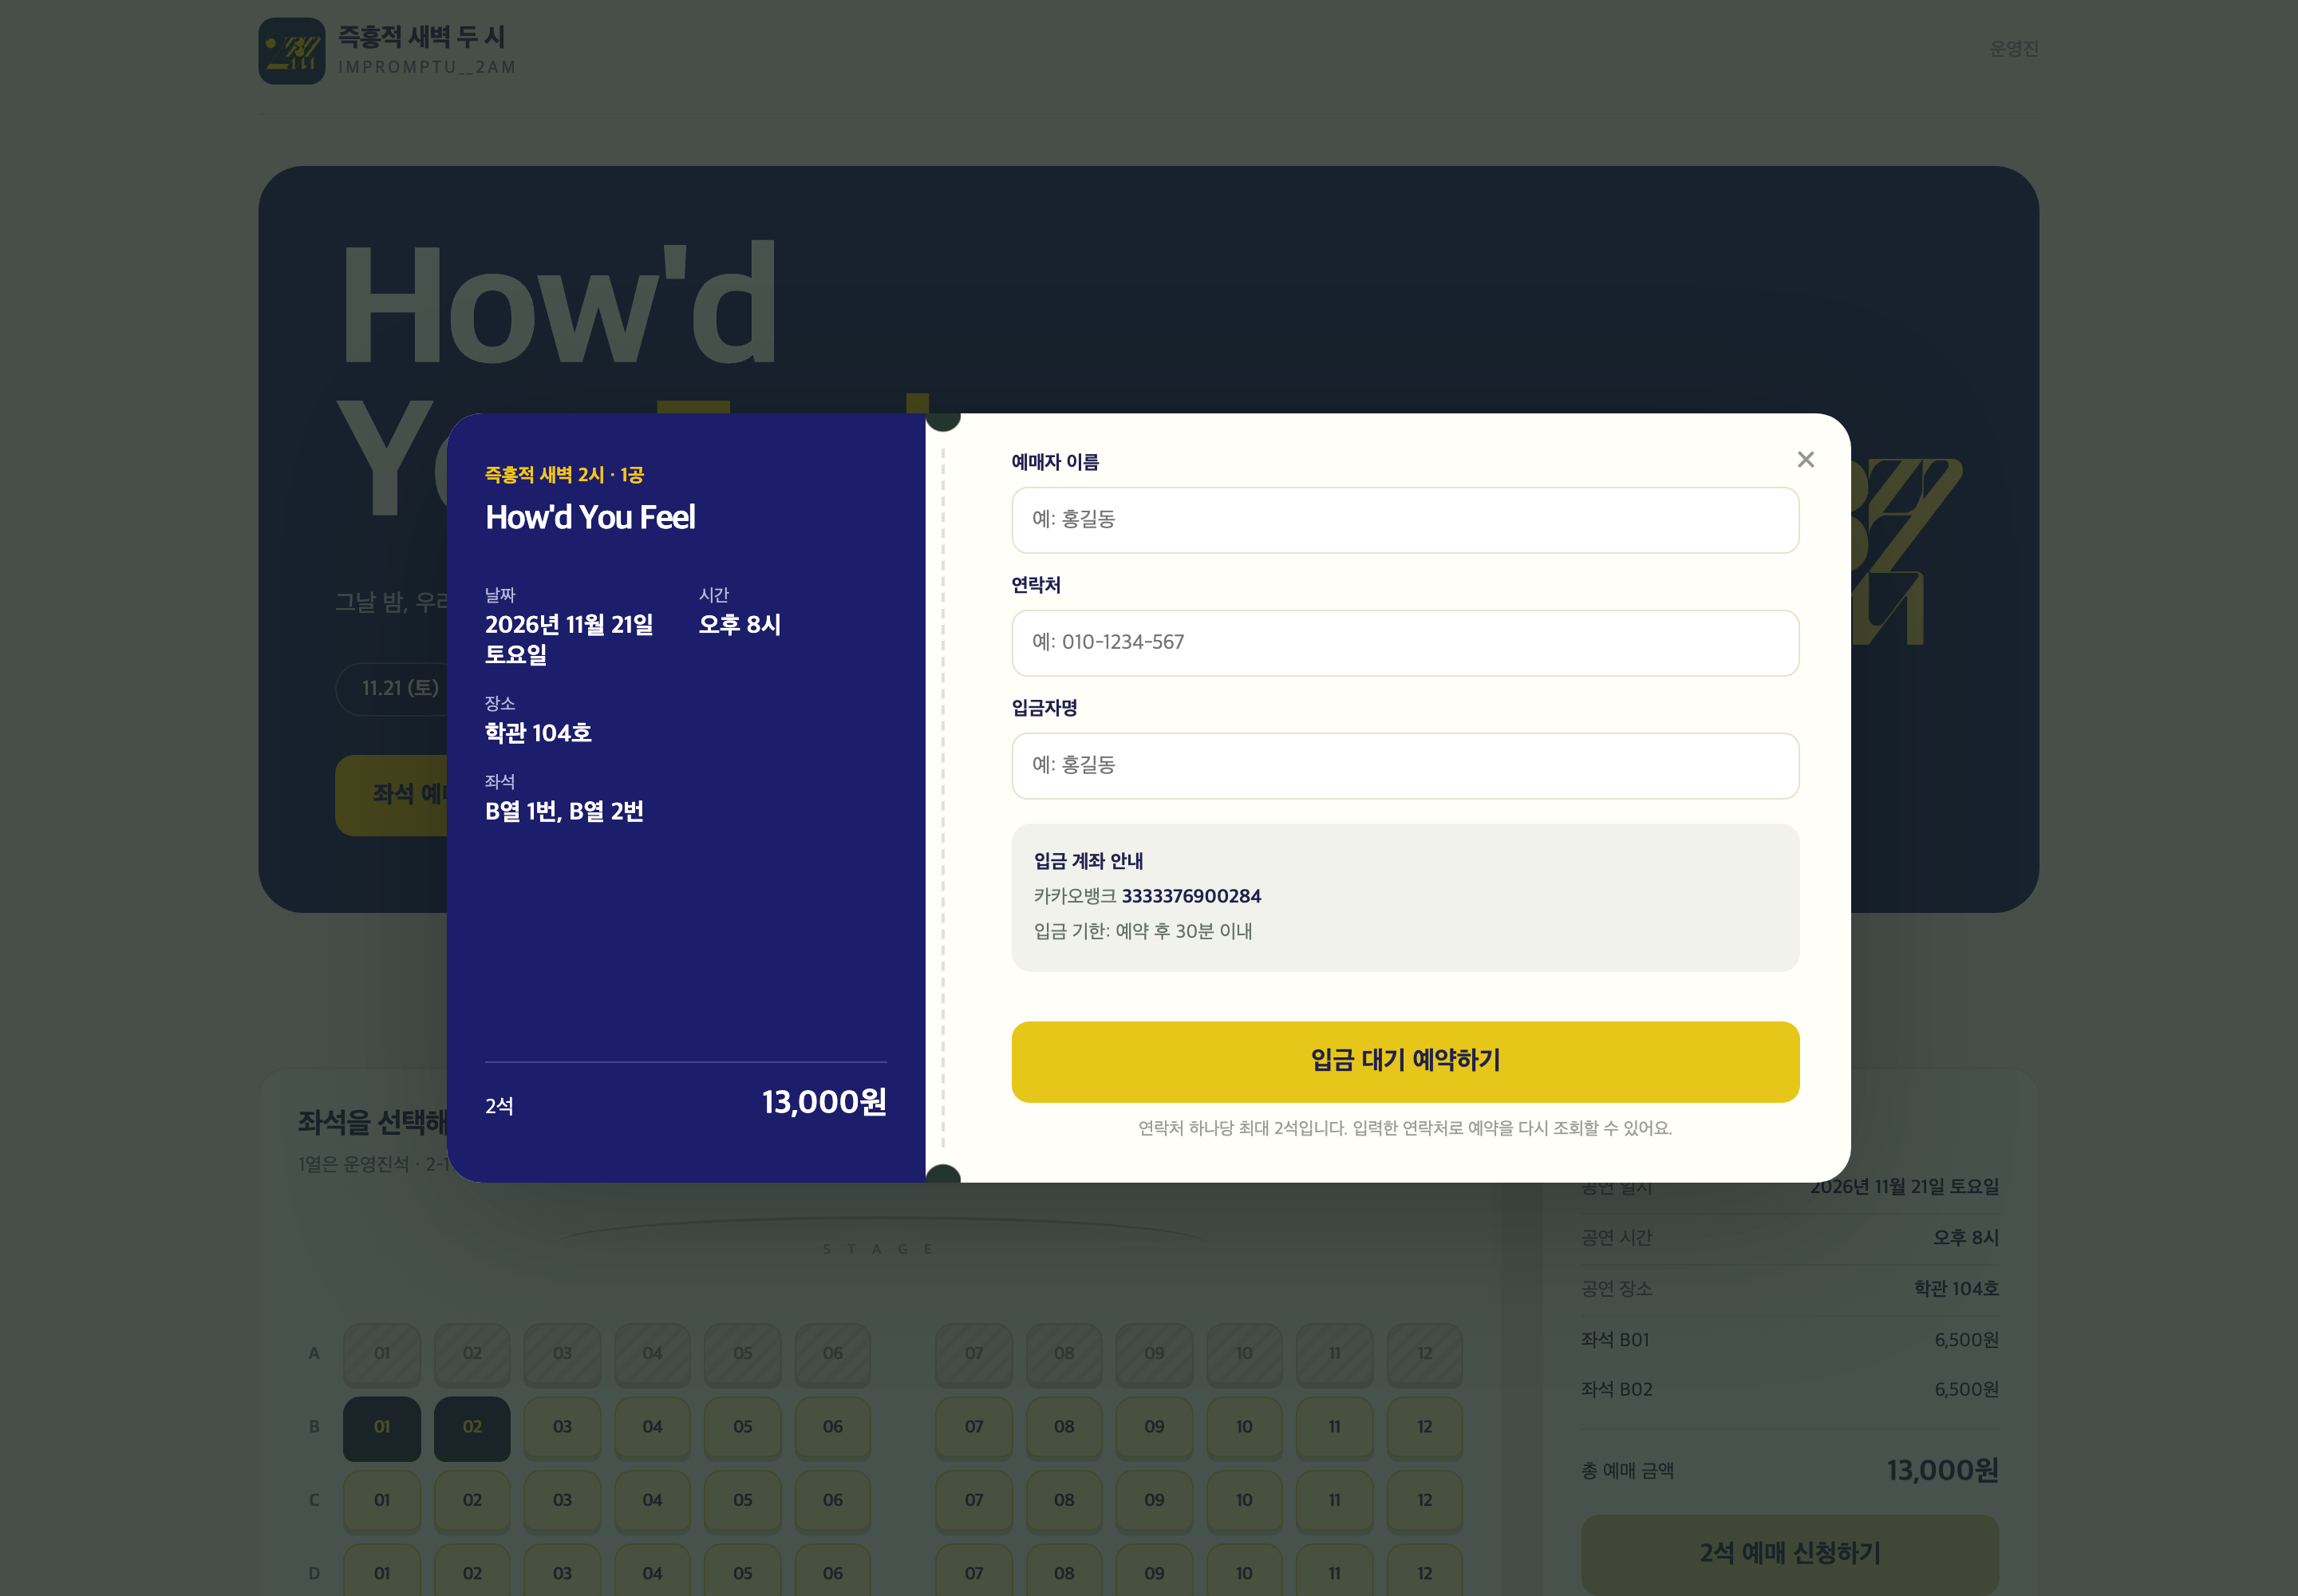 즉흥적 새벽 두 시
IMPROMPTU__2AM
운영진
How'd
그날 밤, 우리
11.21 (토)
좌석 예매
즉흥적 새벽 2시 · 1공
How'd You Feel
날짜
시간
2026년 11월 21일
토요일
오후 8시
장소
학관 104호
좌석
B열 1번, B열 2번
2석
13,000원
예매자 이름
예: 홍길동
연락처
예: 010-1234-567
입금자명
예: 홍길동
입금 계좌 안내
카카오뱅크 3333376900284
입금 기한: 예약 후 30분 이내
입금 대기 예약하기
연락처 하나당 최대 2석입니다. 입력한 연락처로 예약을 다시 조회할 수 있어요.
좌석을 선택해
1열은 운영진석 · 2-1
STAGE
A 01 02 03 04 05 06 07 08 09 10 11 12
B 01 02 03 04 05 06 07 08 09 10 11 12
C 01 02 03 04 05 06 07 08 09 10 11 12
D 01 02 03 04 05 06 07 08 09 10 11 12
공연 일시 2026년 11월 21일 토요일
공연 시간 오후 8시
공연 장소 학관 104호
좌석 B01 6,500원
좌석 B02 6,500원
총 예매 금액 13,000원
2석 예매 신청하기